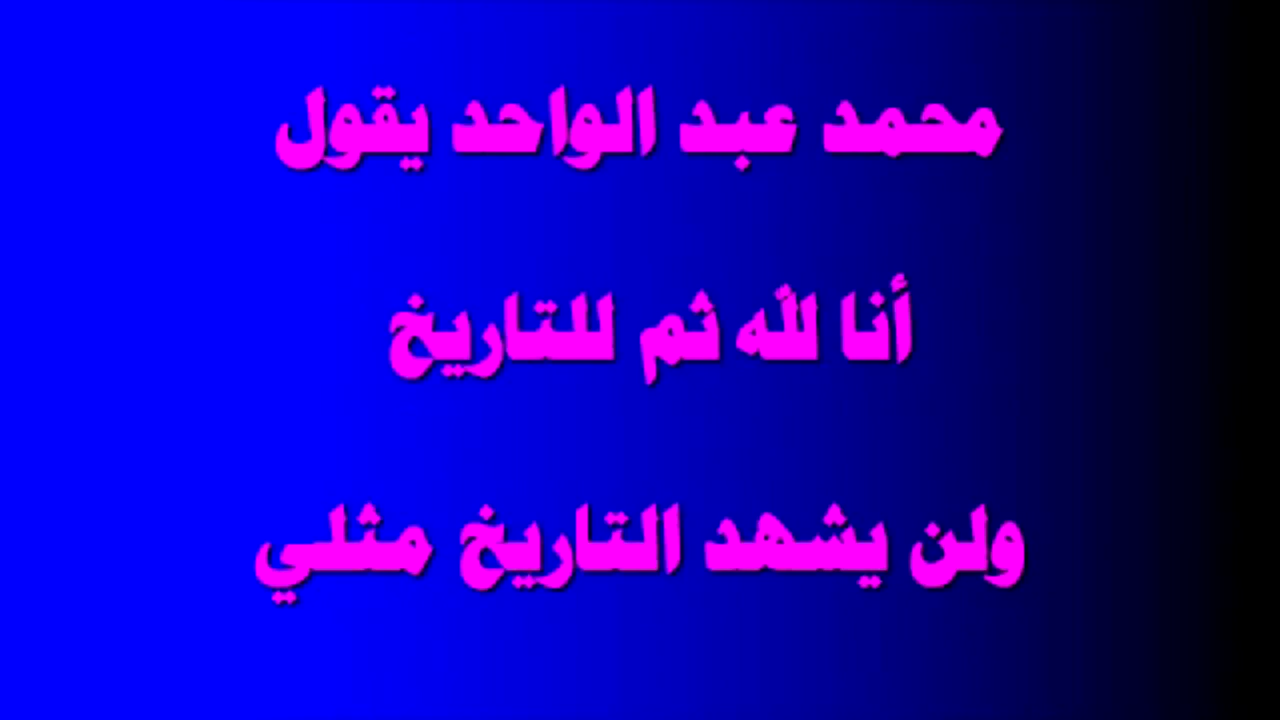 محمد عبد الواحد يقول
أنا لله ثم للتاريخ
ولن يشهد التاريخ مثلي